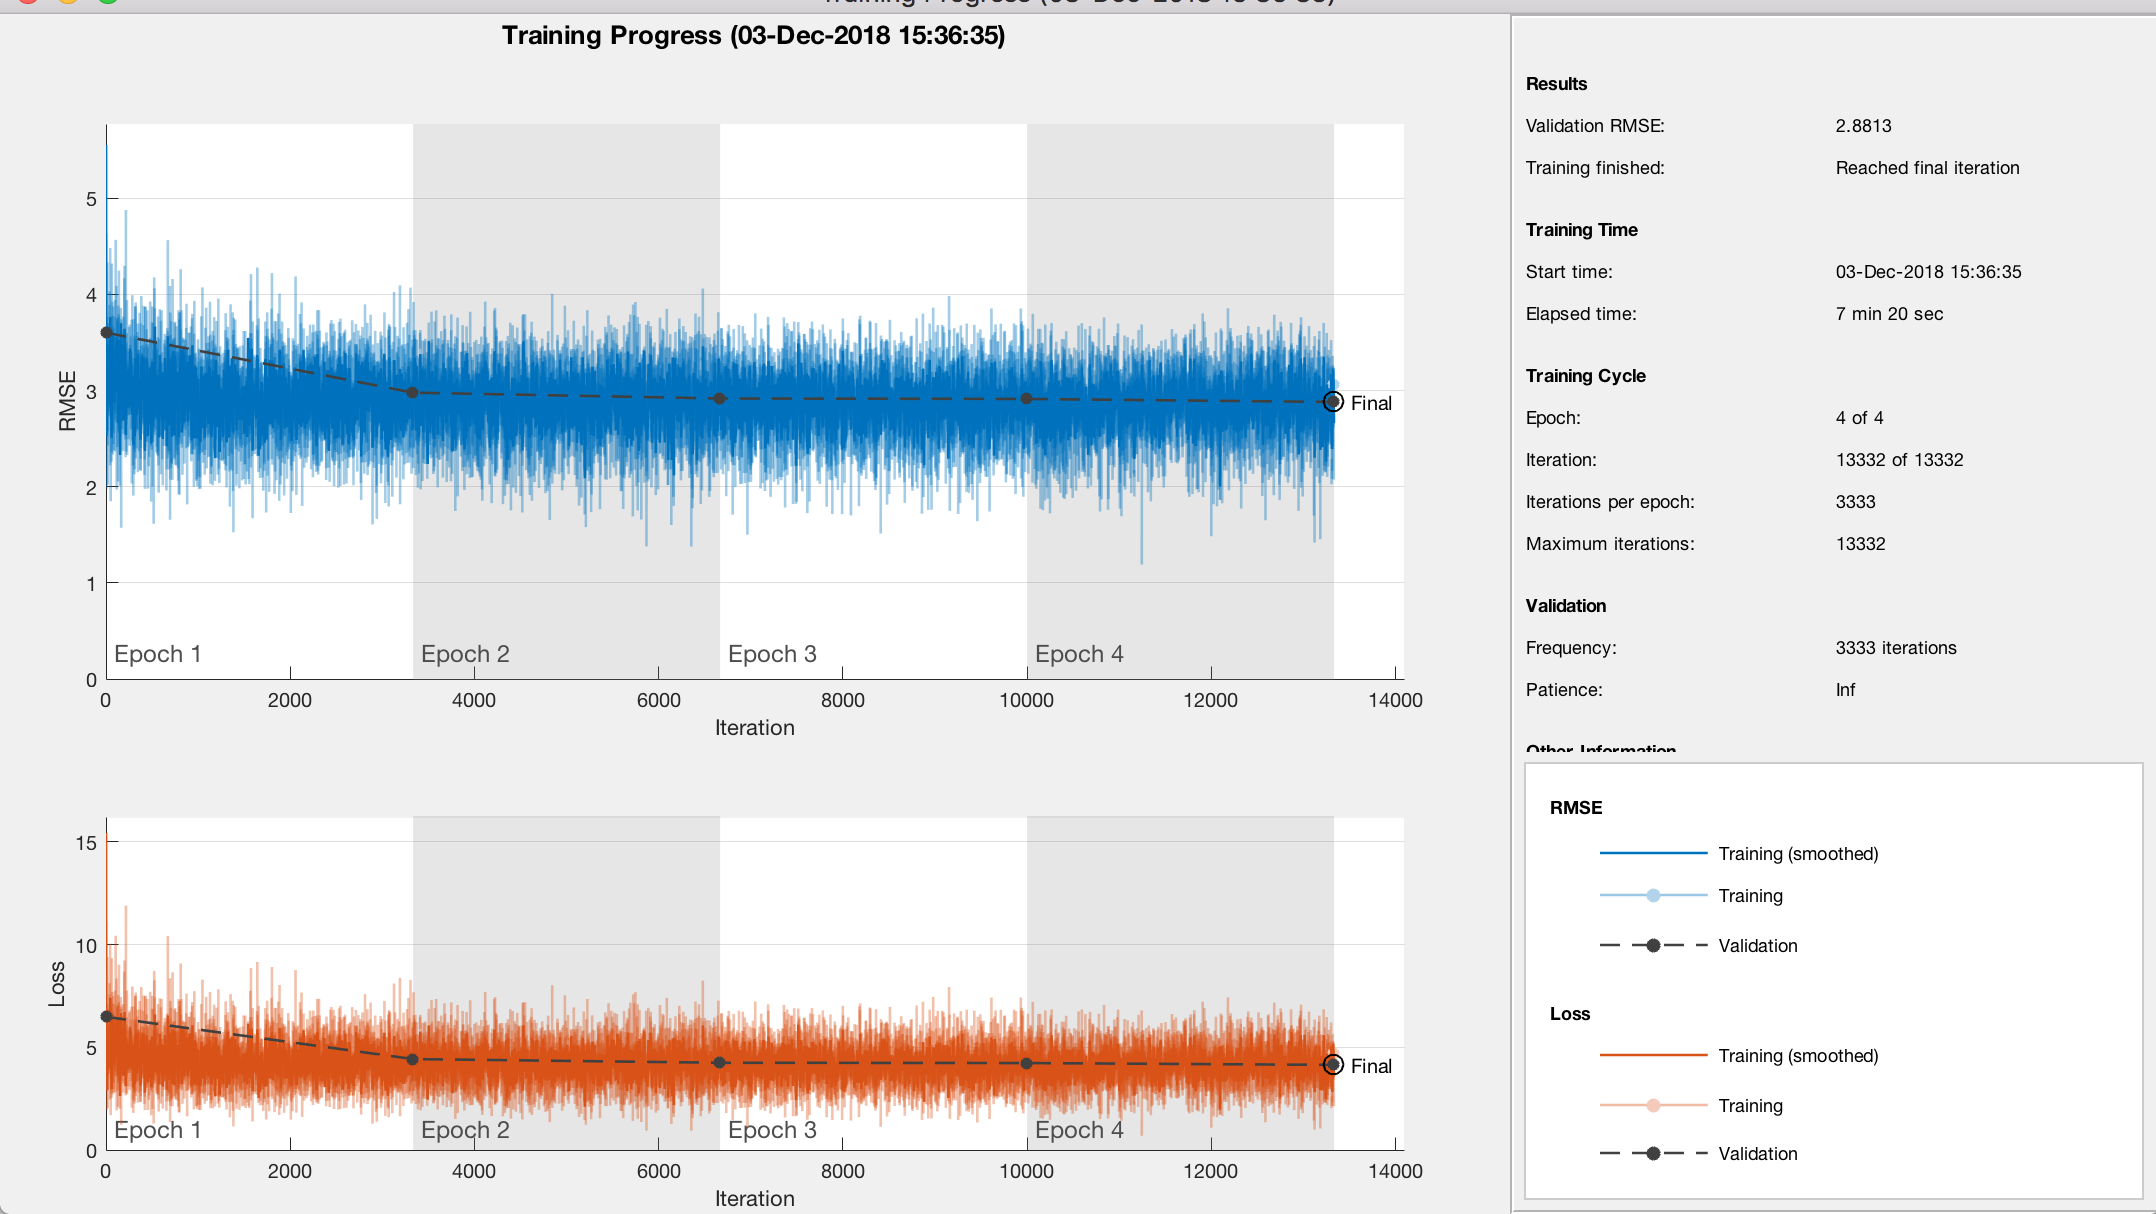 Training Progress (03-Dec-2018 15:36:35)
RMSE
5
4
3
2
1
0
Epoch 1
Epoch 2
Epoch 3
Epoch 4
Final
0
2000
4000
6000
8000
10000
12000
14000
Iteration
Loss
15
10
5
0
Epoch 1
Epoch 2
Epoch 3
Epoch 4
Final
0
2000
4000
6000
8000
10000
12000
14000
Iteration
Results
Validation RMSE: 2.8813
Training finished: Reached final iteration
Training Time
Start time: 03-Dec-2018 15:36:35
Elapsed time: 7 min 20 sec
Training Cycle
Epoch: 4 of 4
Iteration: 13332 of 13332
Iterations per epoch: 3333
Maximum iterations: 13332
Validation
Frequency: 3333 iterations
Patience: Inf
Other Information
RMSE
Training (smoothed)
Training
Validation
Loss
Training (smoothed)
Training
Validation